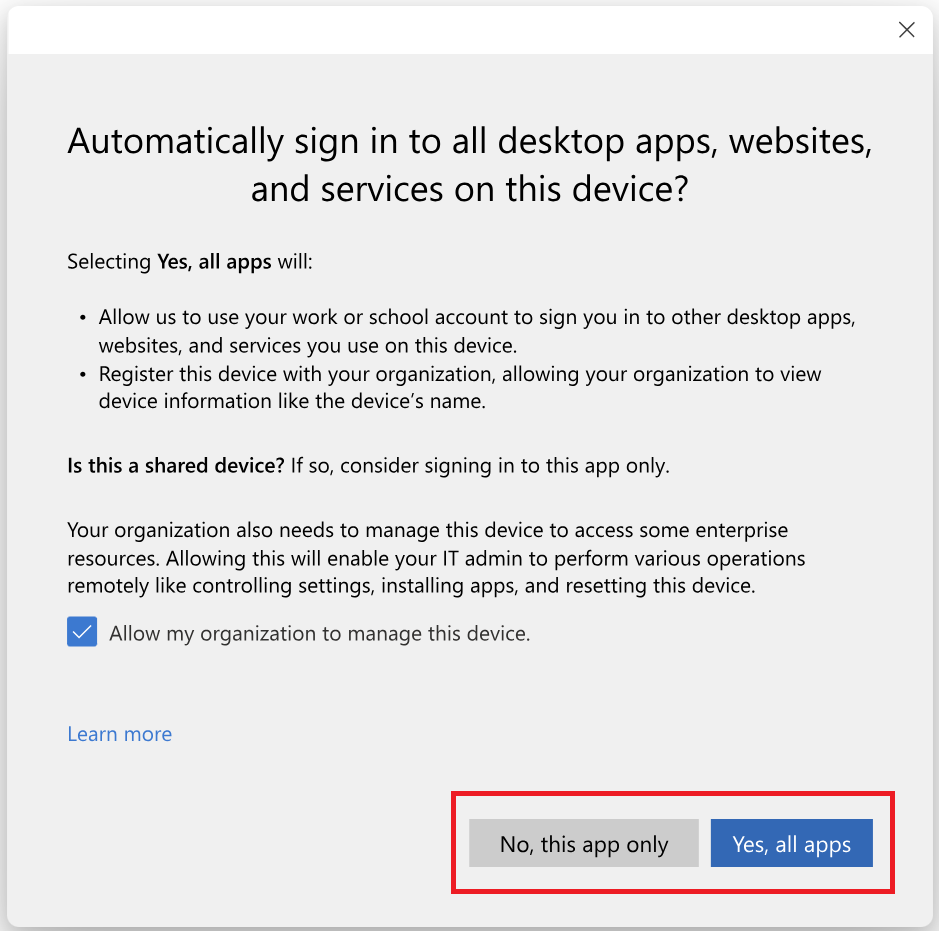 Automatically sign in to all desktop apps, websites,
and services on this device?
Selecting Yes, all apps will:
• Allow us to use your work or school account to sign you in to other desktop apps,
websites, and services you use on this device.
• Register this device with your organization, allowing your organization to view
device information like the device’s name.
Is this a shared device? If so, consider signing in to this app only.
Your organization also needs to manage this device to access some enterprise
resources. Allowing this will enable your IT admin to perform various operations
remotely like controlling settings, installing apps, and resetting this device.
Allow my organization to manage this device.
Learn more
No, this app only
Yes, all apps